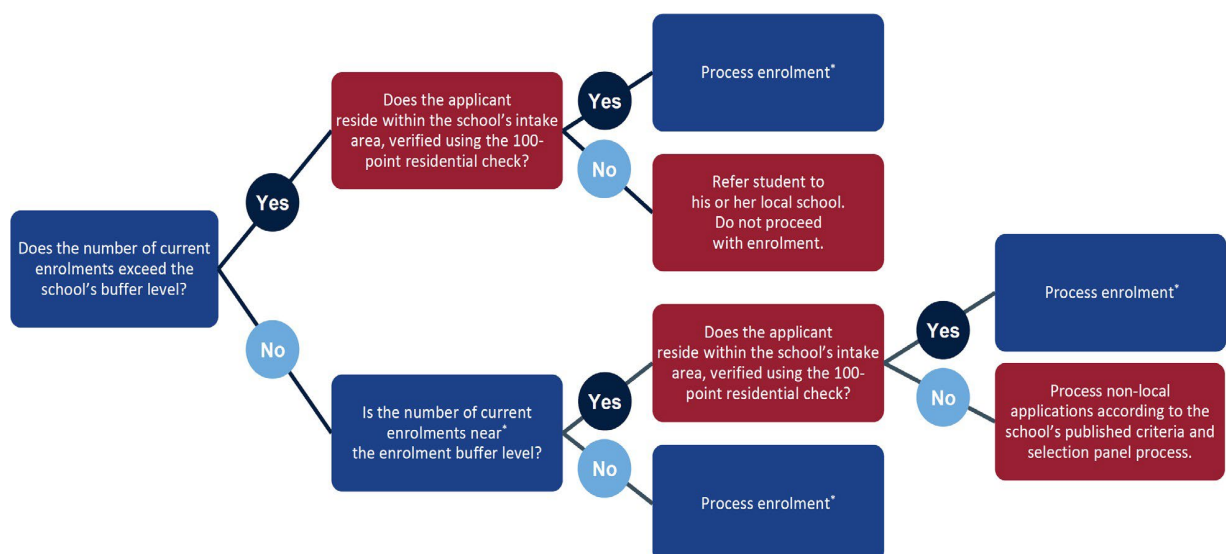 Does the number of current
enrolments exceed the
school's buffer level?
Yes
Does the applicant
reside within the school's intake
area, verified using the 100-
point residential check?
Yes
Process enrolment*
No
Refer student to
his or her local school.
Do not proceed
with enrolment.
No
Is the number of current
enrolments near*
the enrolment buffer level?
Yes
Does the applicant
reside within the school's intake
area, verified using the 100-
point residential check?
Yes
Process enrolment*
No
Process non-local
applications according to the
school's published criteria and
selection panel process.
No
Process enrolment*